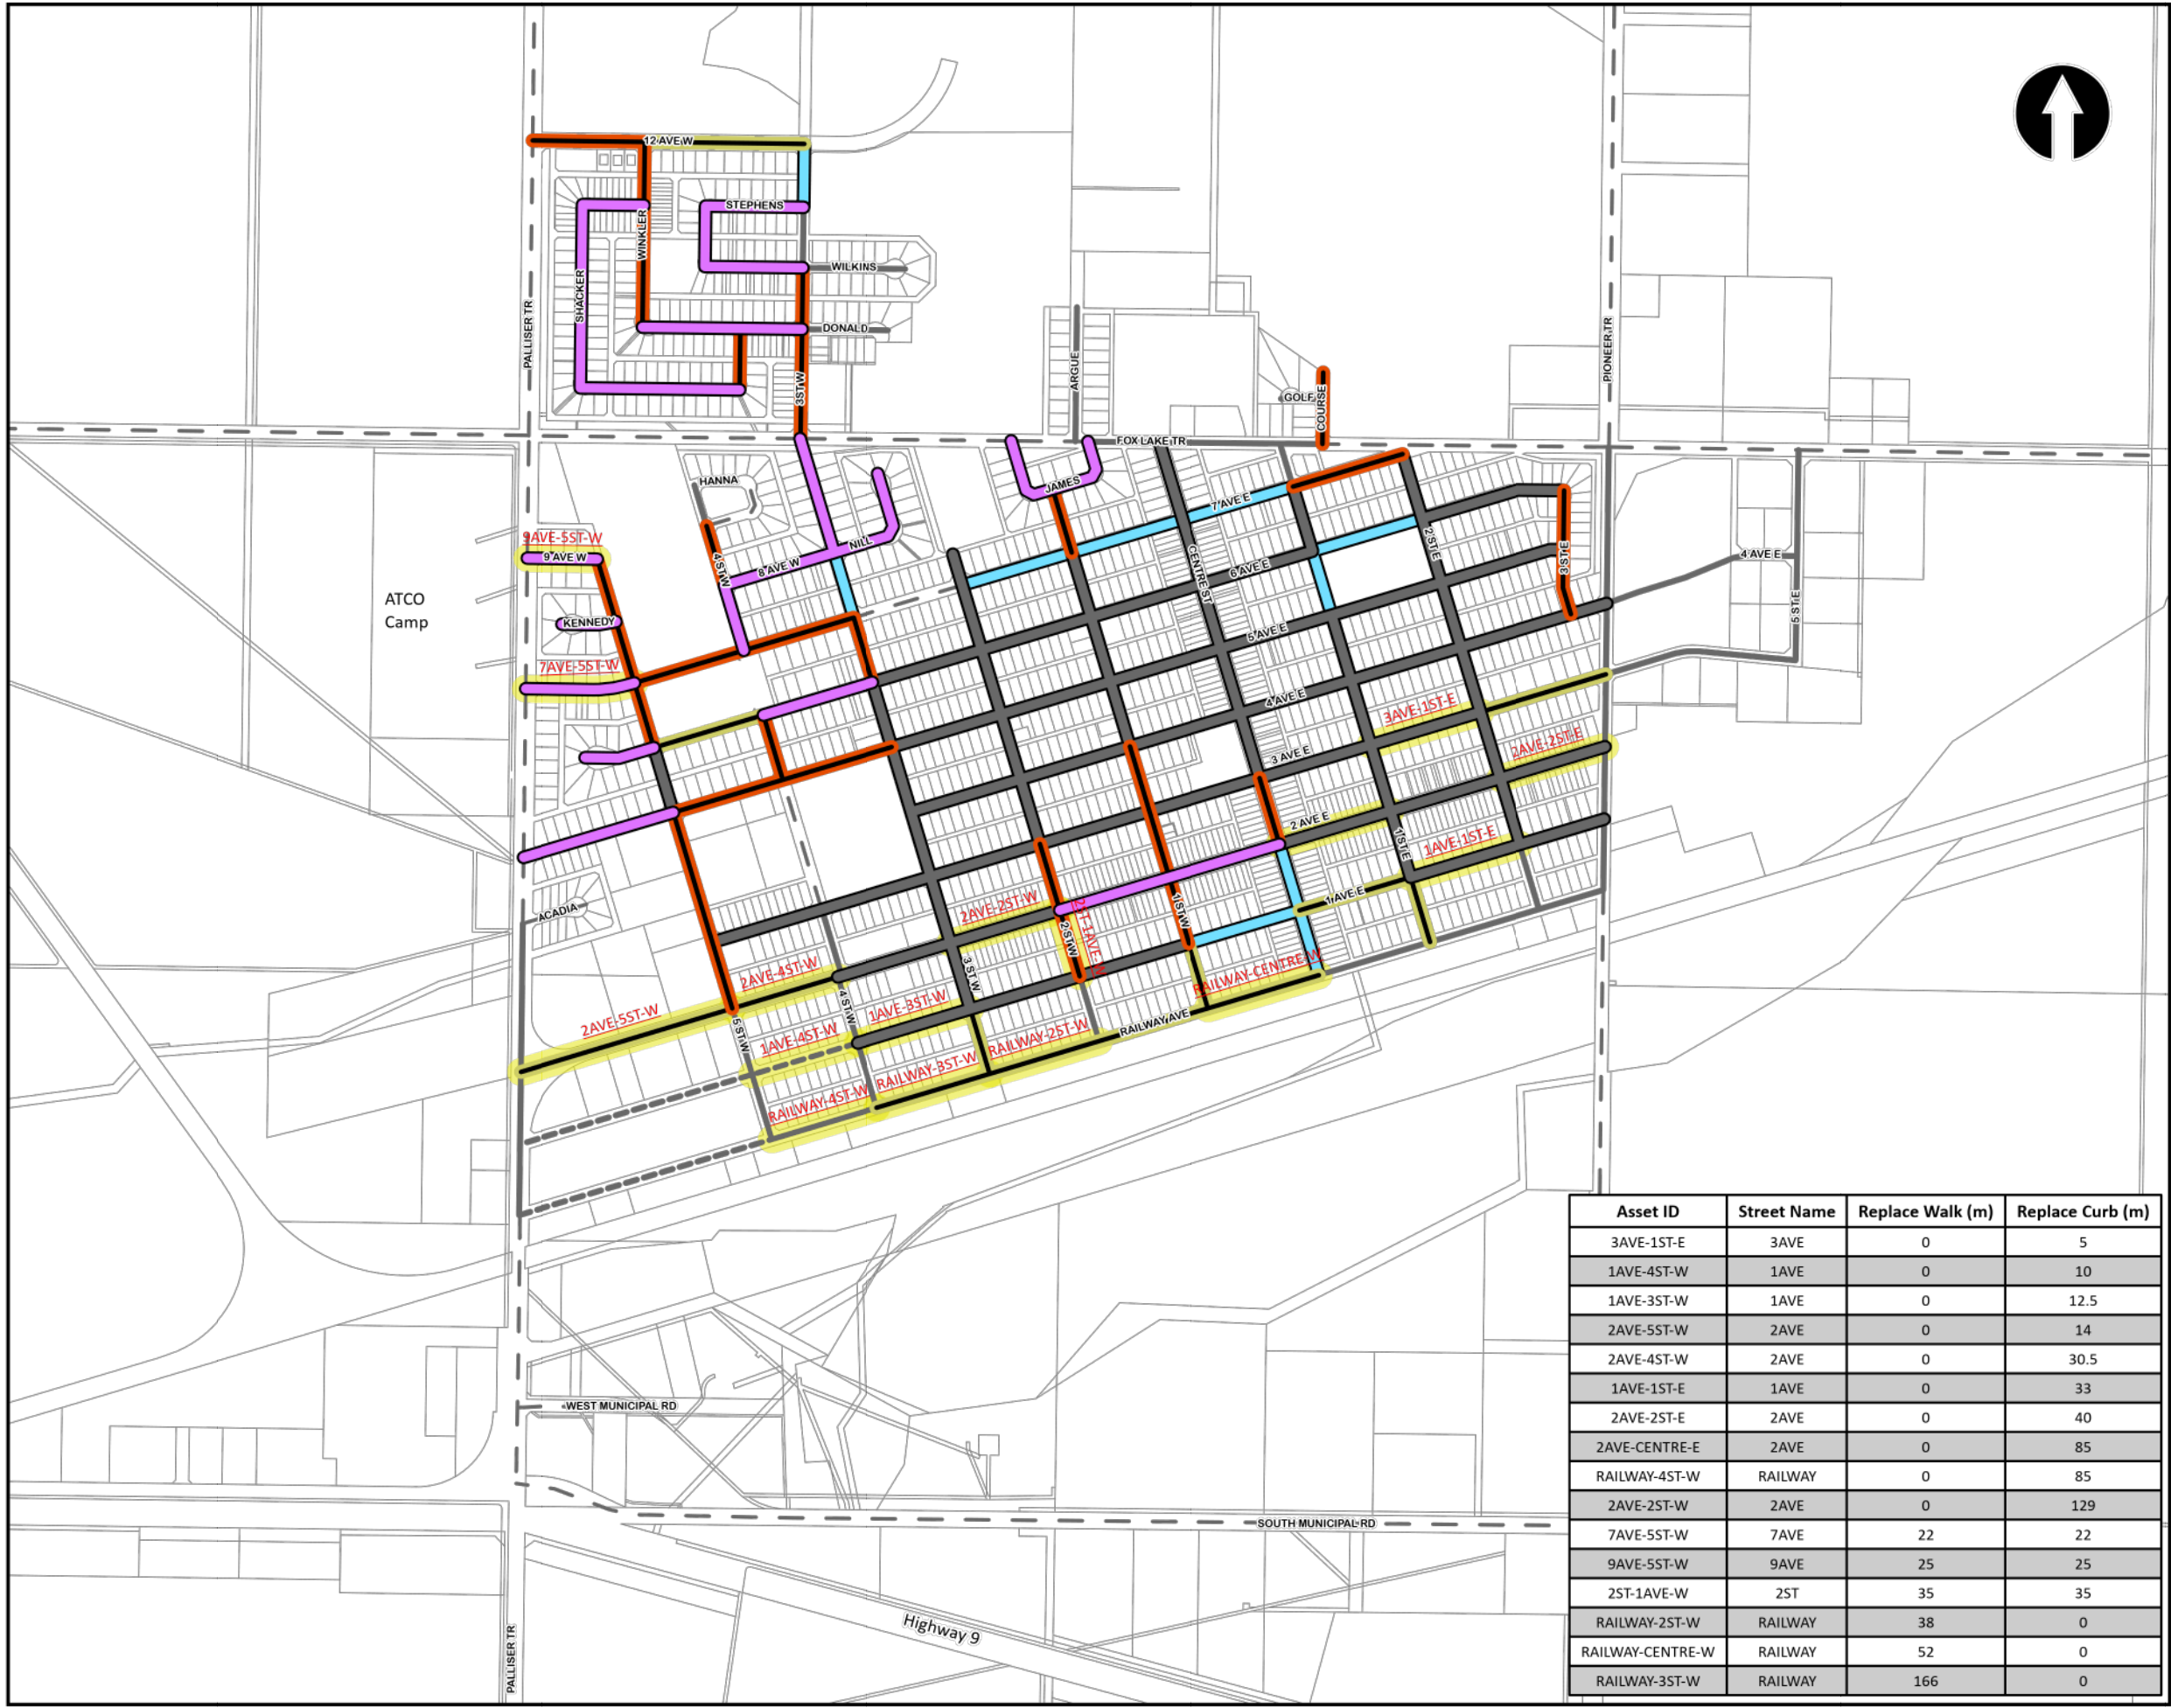 12 AVE W
STEPHENS
WINKLER
WILKINS
SHACKER
PALLISER TR
DONALD
3ST W
ARGUE
PIONEER TR
GOLF
COURSE
FOX LAKE TR
HANNA
JAMES
7 AVE E
9AVE-5ST-W
9 AVE W
4 ST W
8 AVE W
NILL
CENTRE ST
2 ST E
3 ST E
4 AVE E
6 AVE E
5 ST E
ATCO
Camp
KENNEDY
5 AVE E
7AVE-5ST-W
4 AVE E
3AVE-1ST-E
2AVE-2ST-E
3 AVE E
2 AVE E
1 ST E
1AVE-1ST-E
ACADIA
2AVE-2ST-W
2ST-1AVE-W
1 ST W
1 AVE E
2 ST W
2AVE-4ST-W
3 ST W
RAILWAY-CENTRE-W
4 ST W
1AVE-3ST-W
2AVE-5ST-W
5 ST W
1AVE-4ST-W
RAILWAY-2ST-W
RAILWAY AVE
RAILWAY-3ST-W
RAILWAY-4ST-W
WEST MUNICIPAL RD
SOUTH MUNICIPAL RD
Highway 9
PALLISER TR
Asset ID Street Name Replace Walk (m) Replace Curb (m)
3AVE-1ST-E 3AVE 0 5
1AVE-4ST-W 1AVE 0 10
1AVE-3ST-W 1AVE 0 12.5
2AVE-5ST-W 2AVE 0 14
2AVE-4ST-W 2AVE 0 30.5
1AVE-1ST-E 1AVE 0 33
2AVE-2ST-E 2AVE 0 40
2AVE-CENTRE-E 2AVE 0 85
RAILWAY-4ST-W RAILWAY 0 85
2AVE-2ST-W 2AVE 0 129
7AVE-5ST-W 7AVE 22 22
9AVE-5ST-W 9AVE 25 25
2ST-1AVE-W 2ST 35 35
RAILWAY-2ST-W RAILWAY 38 0
RAILWAY-CENTRE-W RAILWAY 52 0
RAILWAY-3ST-W RAILWAY 166 0